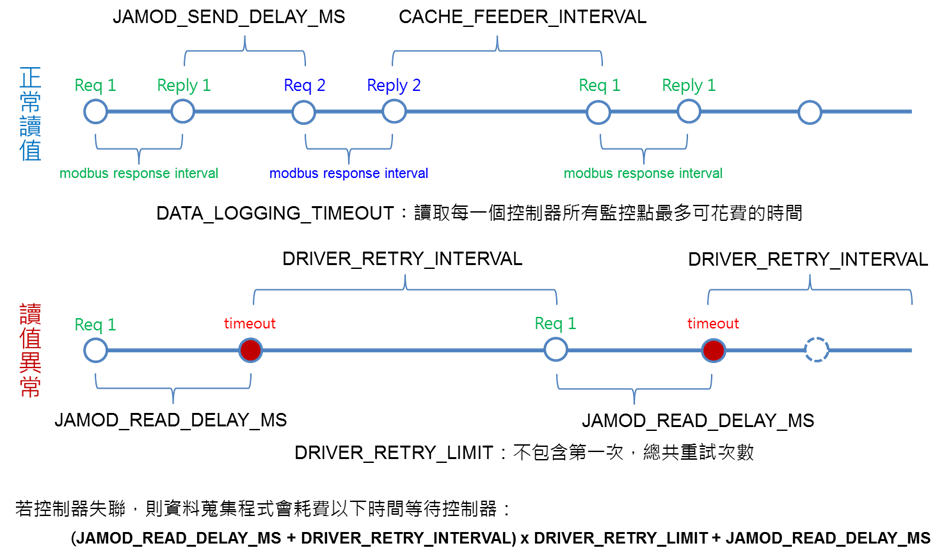 JAMOD_SEND_DELAY_MS
CACHE_FEEDER_INTERVAL
正常讀值
Req 1
Reply 1
Req 2
Reply 2
Req 1
Reply 1
modbus response interval
modbus response interval
modbus response interval
DATA_LOGGING_TIMEOUT：讀取每一個控制器所有監控點最多可花費的時間
DRIVER_RETRY_INTERVAL
DRIVER_RETRY_INTERVAL
讀值異常
Req 1
timeout
Req 1
timeout
JAMOD_READ_DELAY_MS
JAMOD_READ_DELAY_MS
DRIVER_RETRY_LIMIT：不包含第一次，總共重試次數
若控制器失聯，則資料蒐集程式會耗費以下時間等待控制器：
(JAMOD_READ_DELAY_MS + DRIVER_RETRY_INTERVAL) x DRIVER_RETRY_LIMIT + JAMOD_READ_DELAY_MS